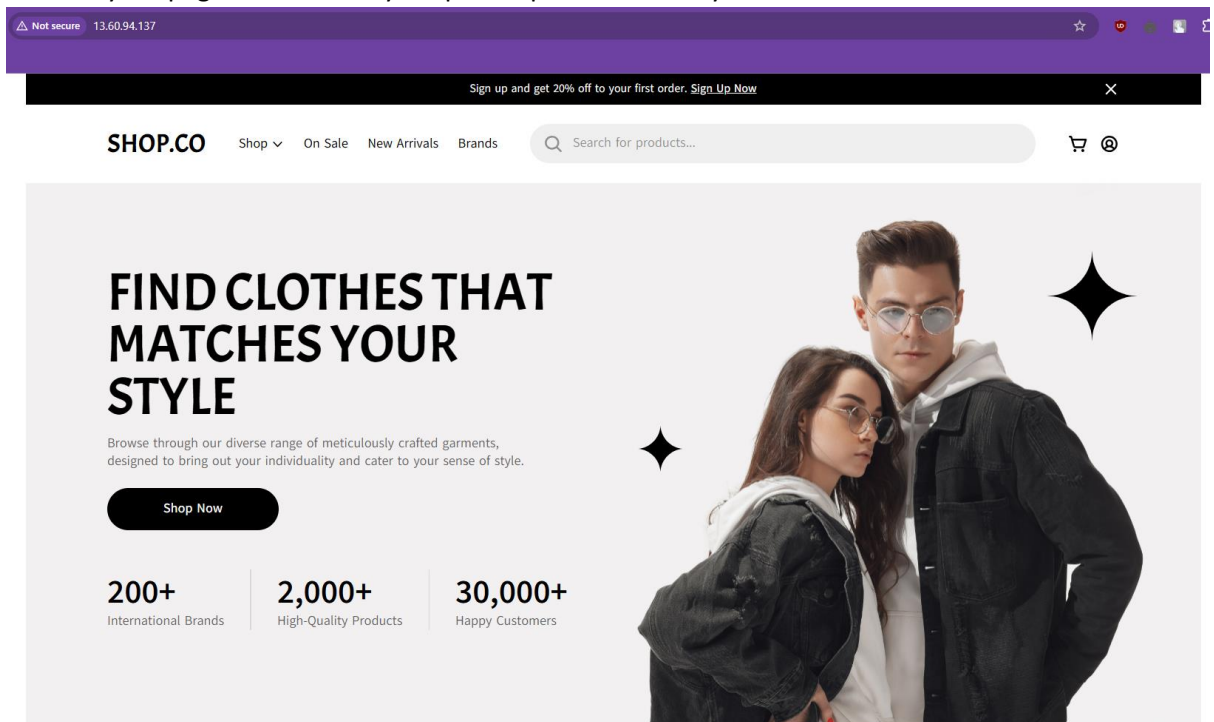 Not secure 13.60.94.137
Sign up and get 20% off to your first order. Sign Up Now
SHOP.CO Shop On Sale New Arrivals Brands Search for products...
FIND CLOTHES THAT
MATCHES YOUR
STYLE
Browse through our diverse range of meticulously crafted garments,
designed to bring out your individuality and cater to your sense of style.
Shop Now
200+ 2,000+ 30,000+
International Brands High-Quality Products Happy Customers